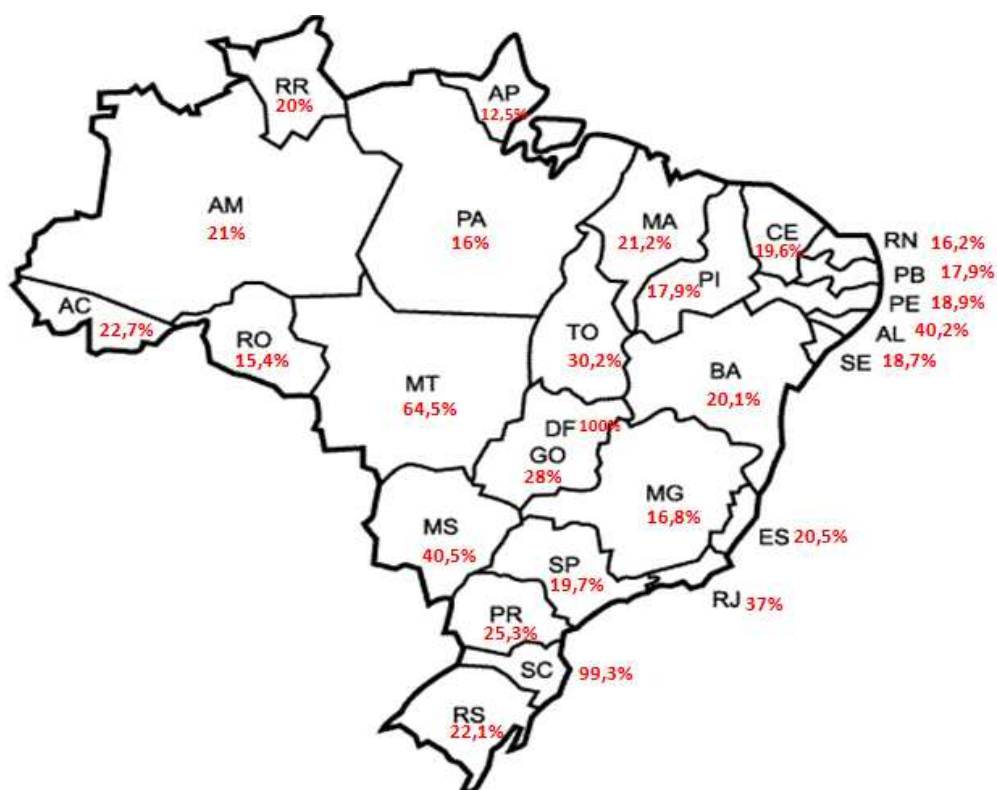 RR
20%
AP
12,5%
AM
21%
PA
16%
MA
21,2%
CE
19,6%
RN 16,2%
PB 17,9%
PI
17,9%
PE 18,9%
AC
22,7%
AL 40,2%
RO
15,4%
TO
30,2%
SE 18,7%
MT
64,5%
BA
20,1%
DF 100%
GO
28%
MG
16,8%
MS
40,5%
ES 20,5%
SP
19,7%
RJ 37%
PR
25,3%
SC 99,3%
RS
22,1%